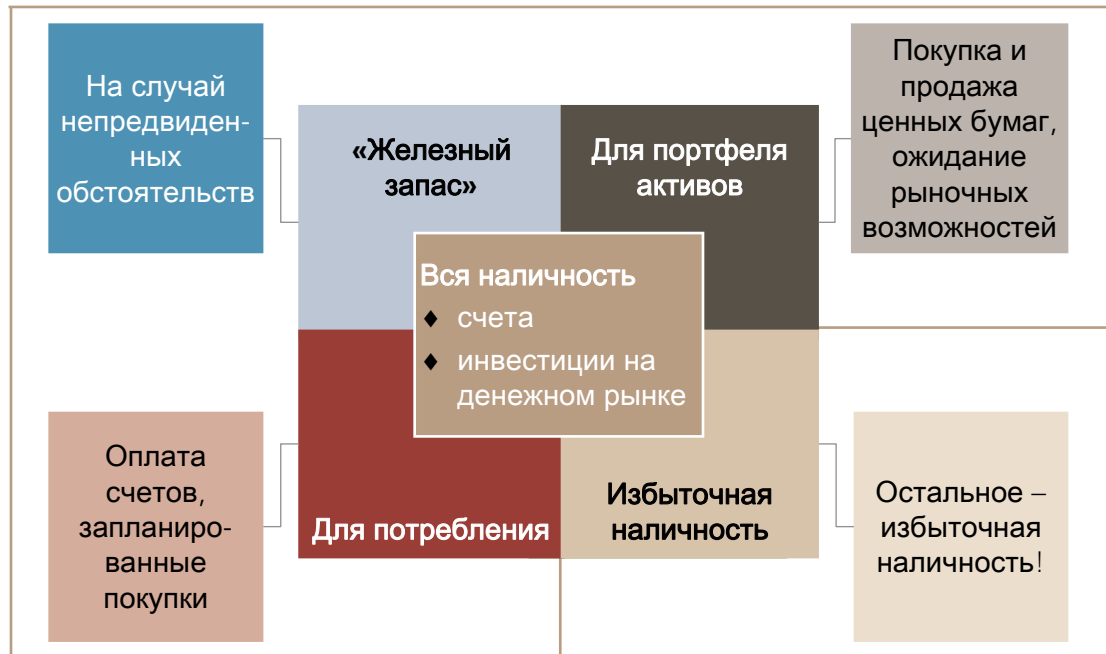 На случай
непредвиден-
ных
обстоятельств
«Железный
запас»
Для портфеля
активов
Покупка и
продажа
ценных бумаг,
ожидание
рыночных
возможностей
Вся наличность
♦ счета
♦ инвестиции на
денежном рынке
Оплата
счетов,
запланиро-
ванные
покупки
Для потребления
Избыточная
наличность
Остальное –
избыточная
наличность!